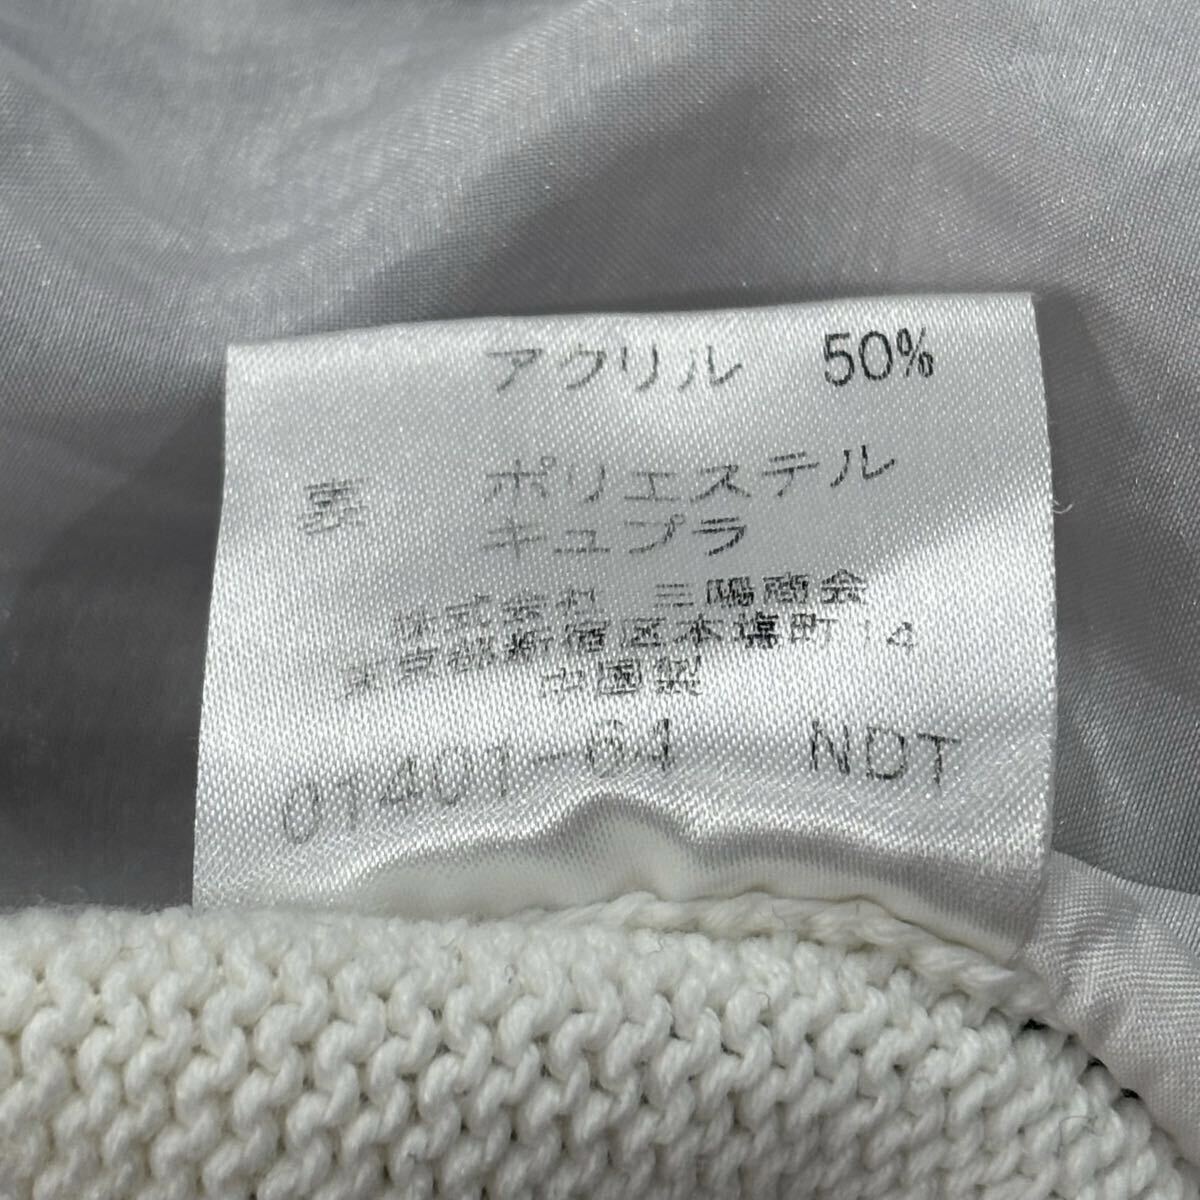 アクリル 50%
裏 ポリエステル
キュプラ
株式会社 三陽商会
東京都新宿区本塩町14
中国製
01401-64 NDT